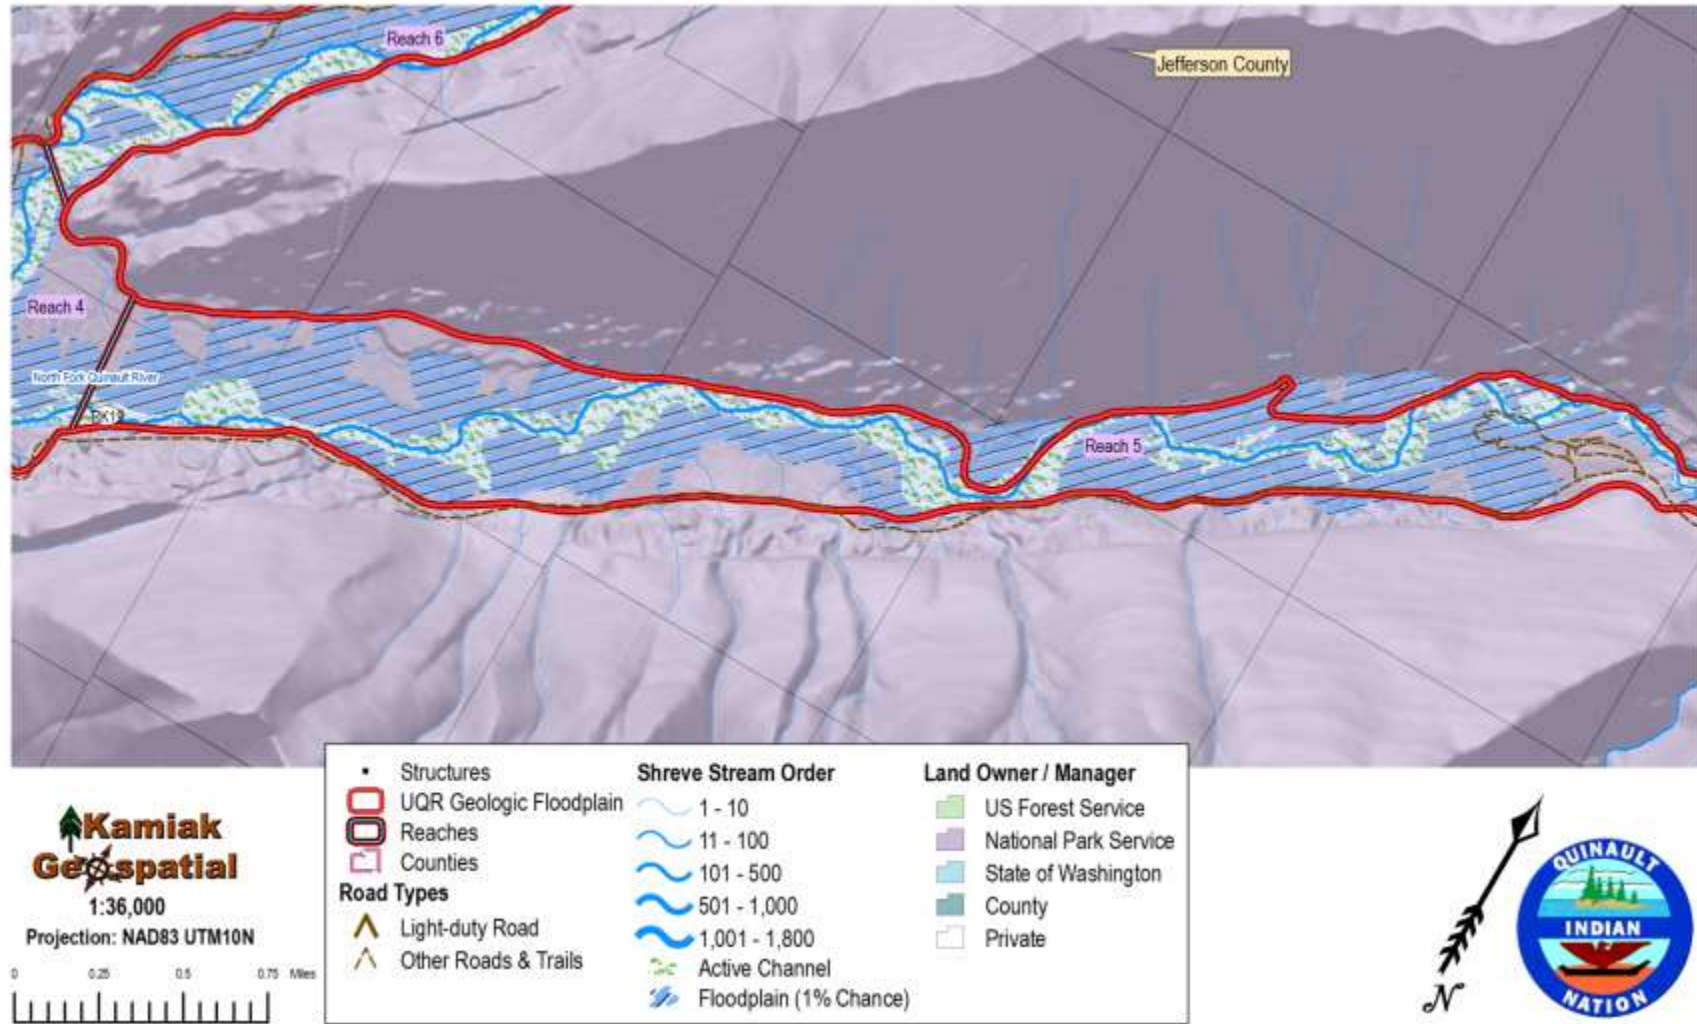 Reach 6
Jefferson County
Reach 4
North Fork Quinault River
RK19
Reach 5
Kamiak
Geospatial
1:36,000
Projection: NAD83 UTM10N
0 0.25 0.5 0.75 Miles
Structures
UQR Geologic Floodplain
Reaches
Counties
Road Types
Light-duty Road
Other Roads & Trails
Shreve Stream Order
1 - 10
11 - 100
101 - 500
501 - 1,000
1,001 - 1,800
Active Channel
Floodplain (1% Chance)
Land Owner / Manager
US Forest Service
National Park Service
State of Washington
County
Private
N
QUINAULT
INDIAN
NATION